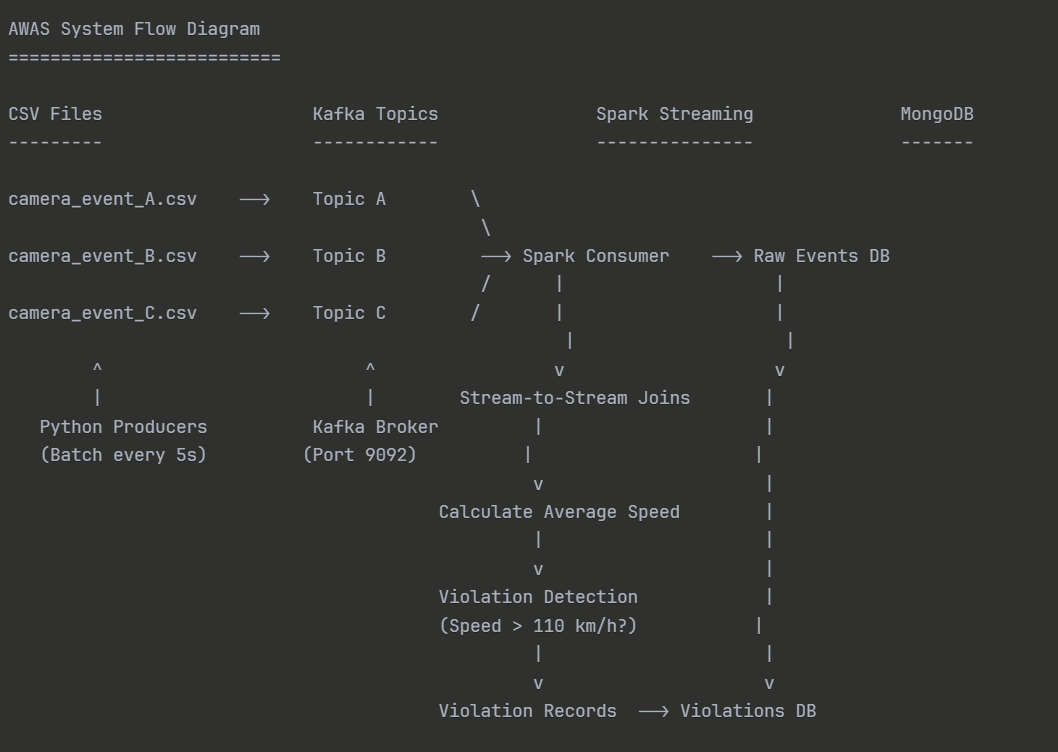 AWAS System Flow Diagram
==========================
CSV Files                    Kafka Topics               Spark Streaming              MongoDB
---------                    ------------               ---------------              -------
camera_event_A.csv    -->    Topic A        \
                                             \
camera_event_B.csv    -->    Topic B         --> Spark Consumer    --> Raw Events DB
                                             /      |                    |
camera_event_C.csv    -->    Topic C        /       |                    |
                                                     |                    |
        ^                         ^                 v                    v
        |                         |        Stream-to-Stream Joins       |
   Python Producers          Kafka Broker         |                     |
   (Batch every 5s)         (Port 9092)          |                     |
                                                  v                     |
                                         Calculate Average Speed        |
                                                  |                     |
                                                  v                     |
                                         Violation Detection            |
                                         (Speed > 110 km/h?)           |
                                                  |                     |
                                                  v                     v
                                         Violation Records  --> Violations DB